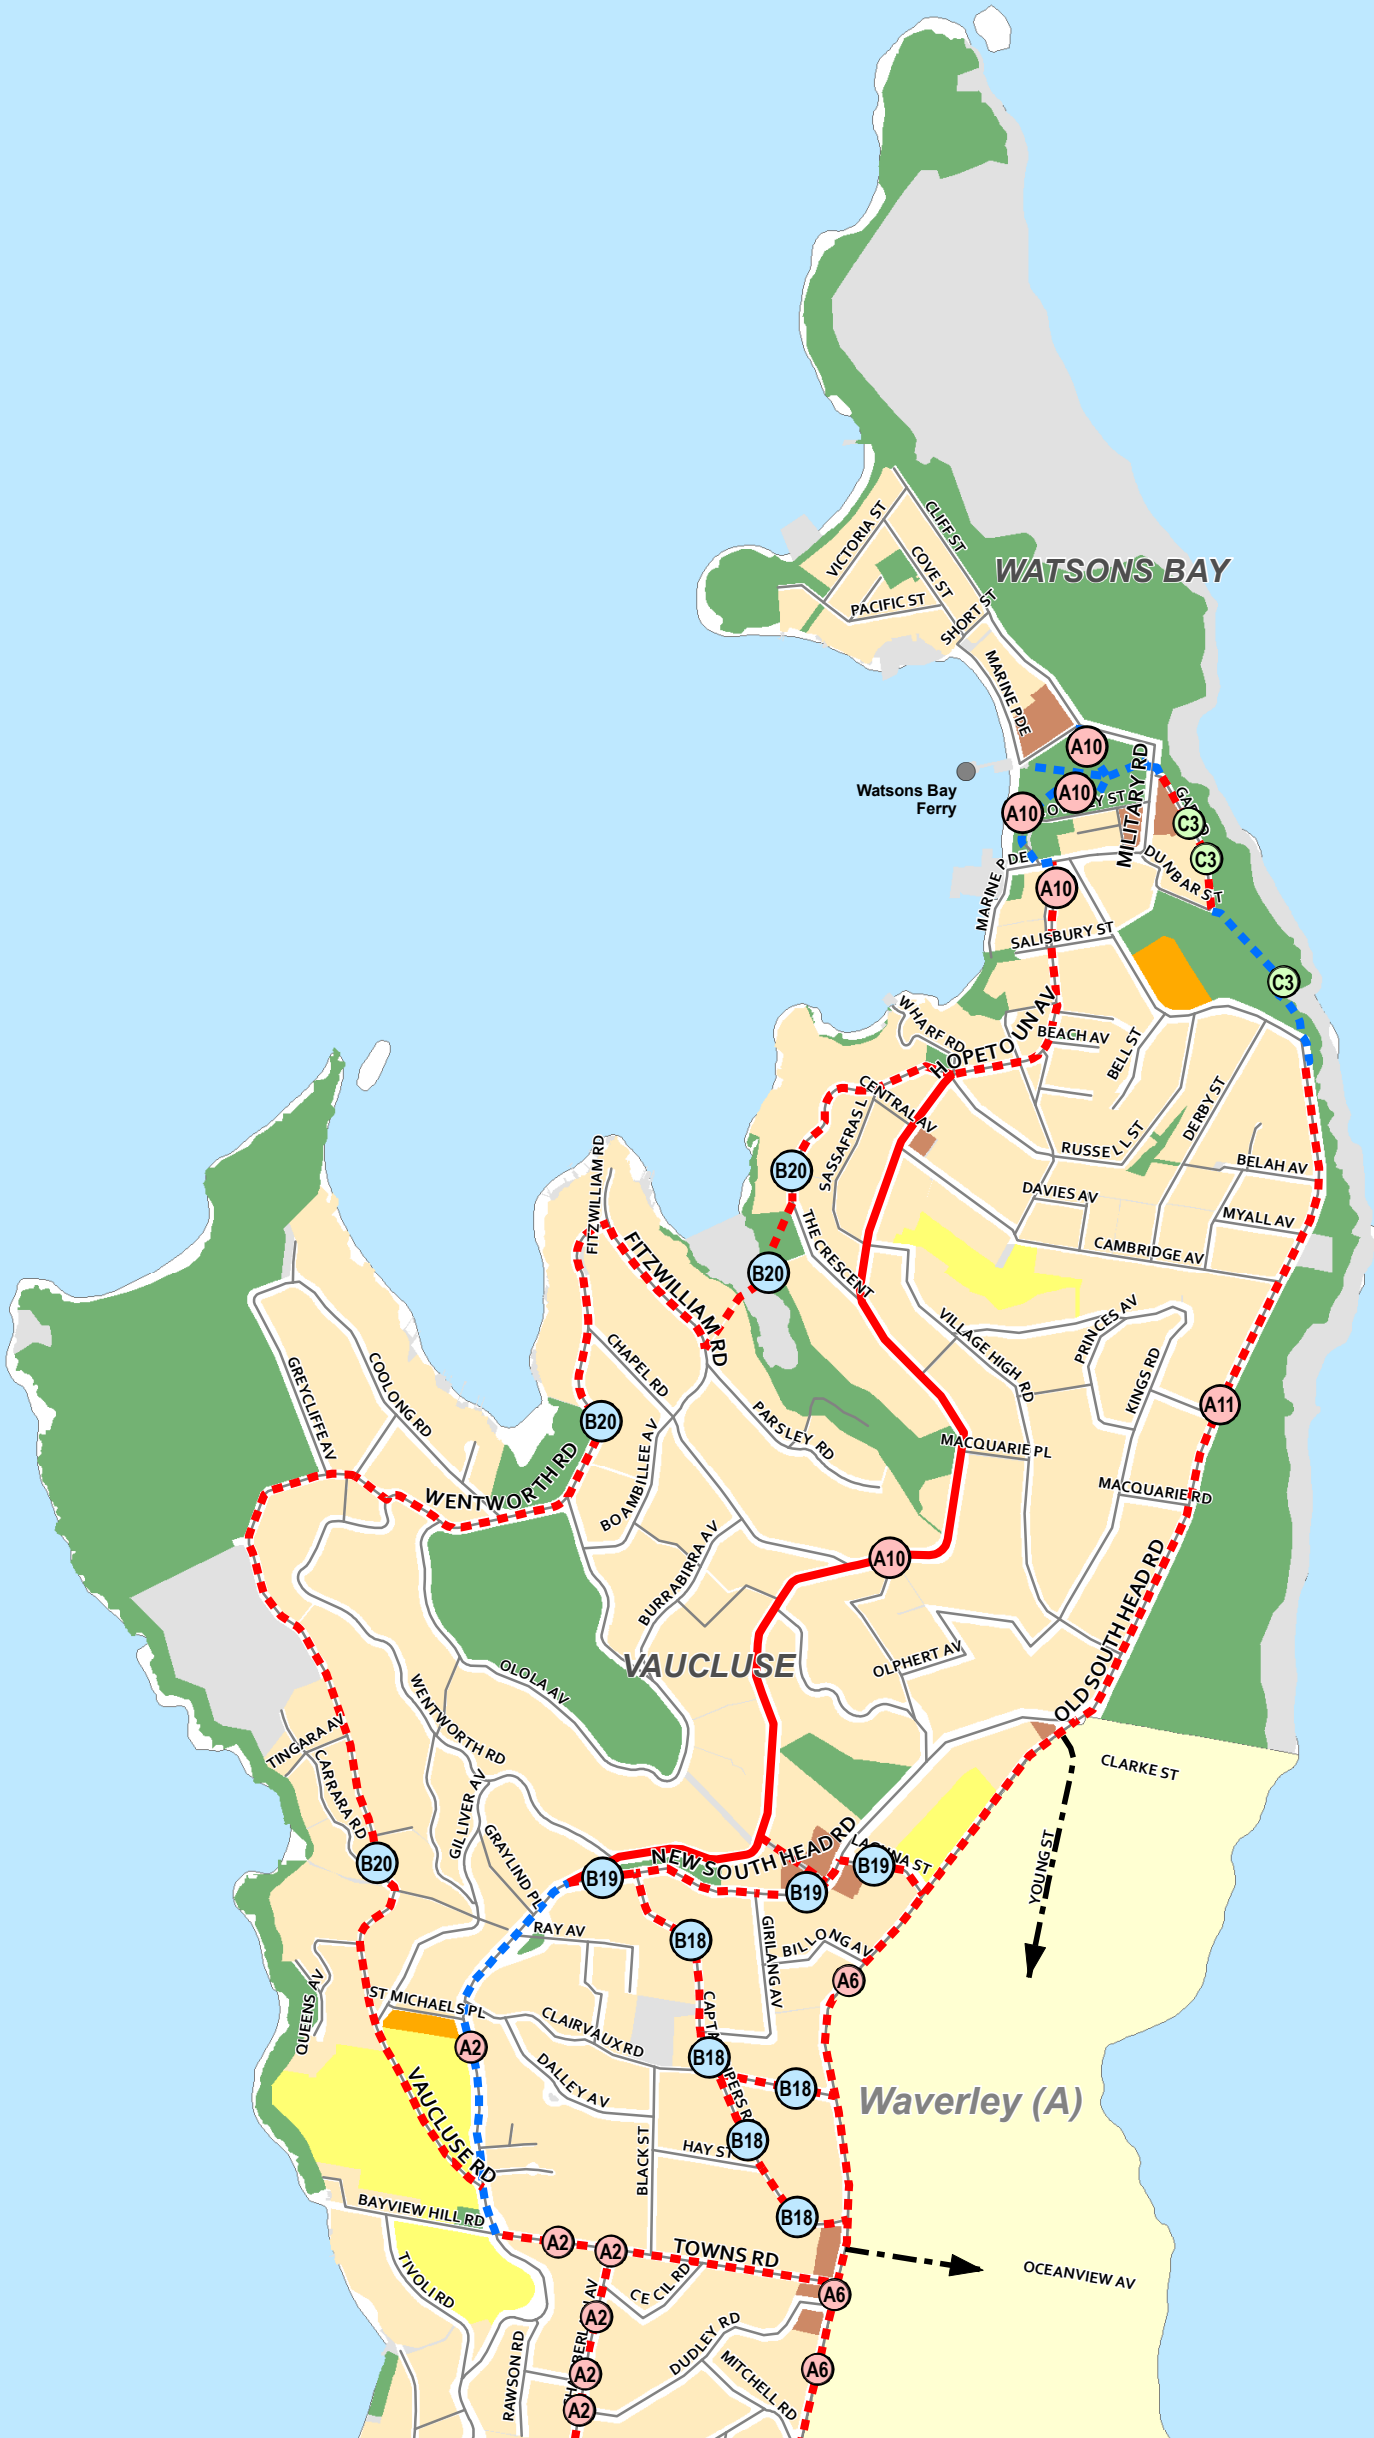 CLIFF ST
VICTORIA ST
COVE ST
WATSONS BAY
PACIFIC ST
SHORT ST
MARINE PDE
A10
MILITARY RD
Watsons Bay
Ferry
A10
A10
C3
C3
DUNBAR ST
MARINE PDE
A10
SALISBURY ST
C3
WHARF RD
HOPETOUN AV
BEACH AV
BELL ST
CENTRAL AV
DERBY ST
SASSAFRAS L
RUSSELL ST
FITZWILLIAM RD
B20
BELAH AV
DAVIES AV
MYALL AV
THE CRESCENT
CAMBRIDGE AV
FITZWILLIAM RD
B20
PRINCES AV
VILLAGE HIGH RD
CHAPEL RD
KINGS RD
COOLONG RD
GREYCLIFFE AV
A11
B20
PARSLEY RD
MACQUARIE PL
BOAMBILLEE AV
WENTWORTH RD
MACQUARIE RD
A10
BURRABIRRA AV
OLD SOUTH HEAD RD
VAUCLUSE
OLPHERT AV
OLOLA AV
WENTWORTH RD
TINGARA AV
CARRARA RD
CLARKE ST
GILLIVER AV
GRAYLIND PL
NEW SOUTH HEAD RD
LAGUNA ST
B20
B19
B19
B19
YOUNG ST
RAY AV
B18
GIRILANG AV
BILLONG AV
A6
QUEENS AV
ST MICHAELS PL
CLAIRVAUX RD
A2
B18
DALLEY AV
B18
Waverley (A)
VAUCLUSE RD
B18
HAY ST
BLACK ST
BAYVIEW HILL RD
B18
TOWNS RD
A2
A2
OCEANVIEW AV
TIVOLI RD
CECIL RD
A6
A2
DUDLEY RD
MITCHELL RD
RAWSON RD
A2
A6
A2